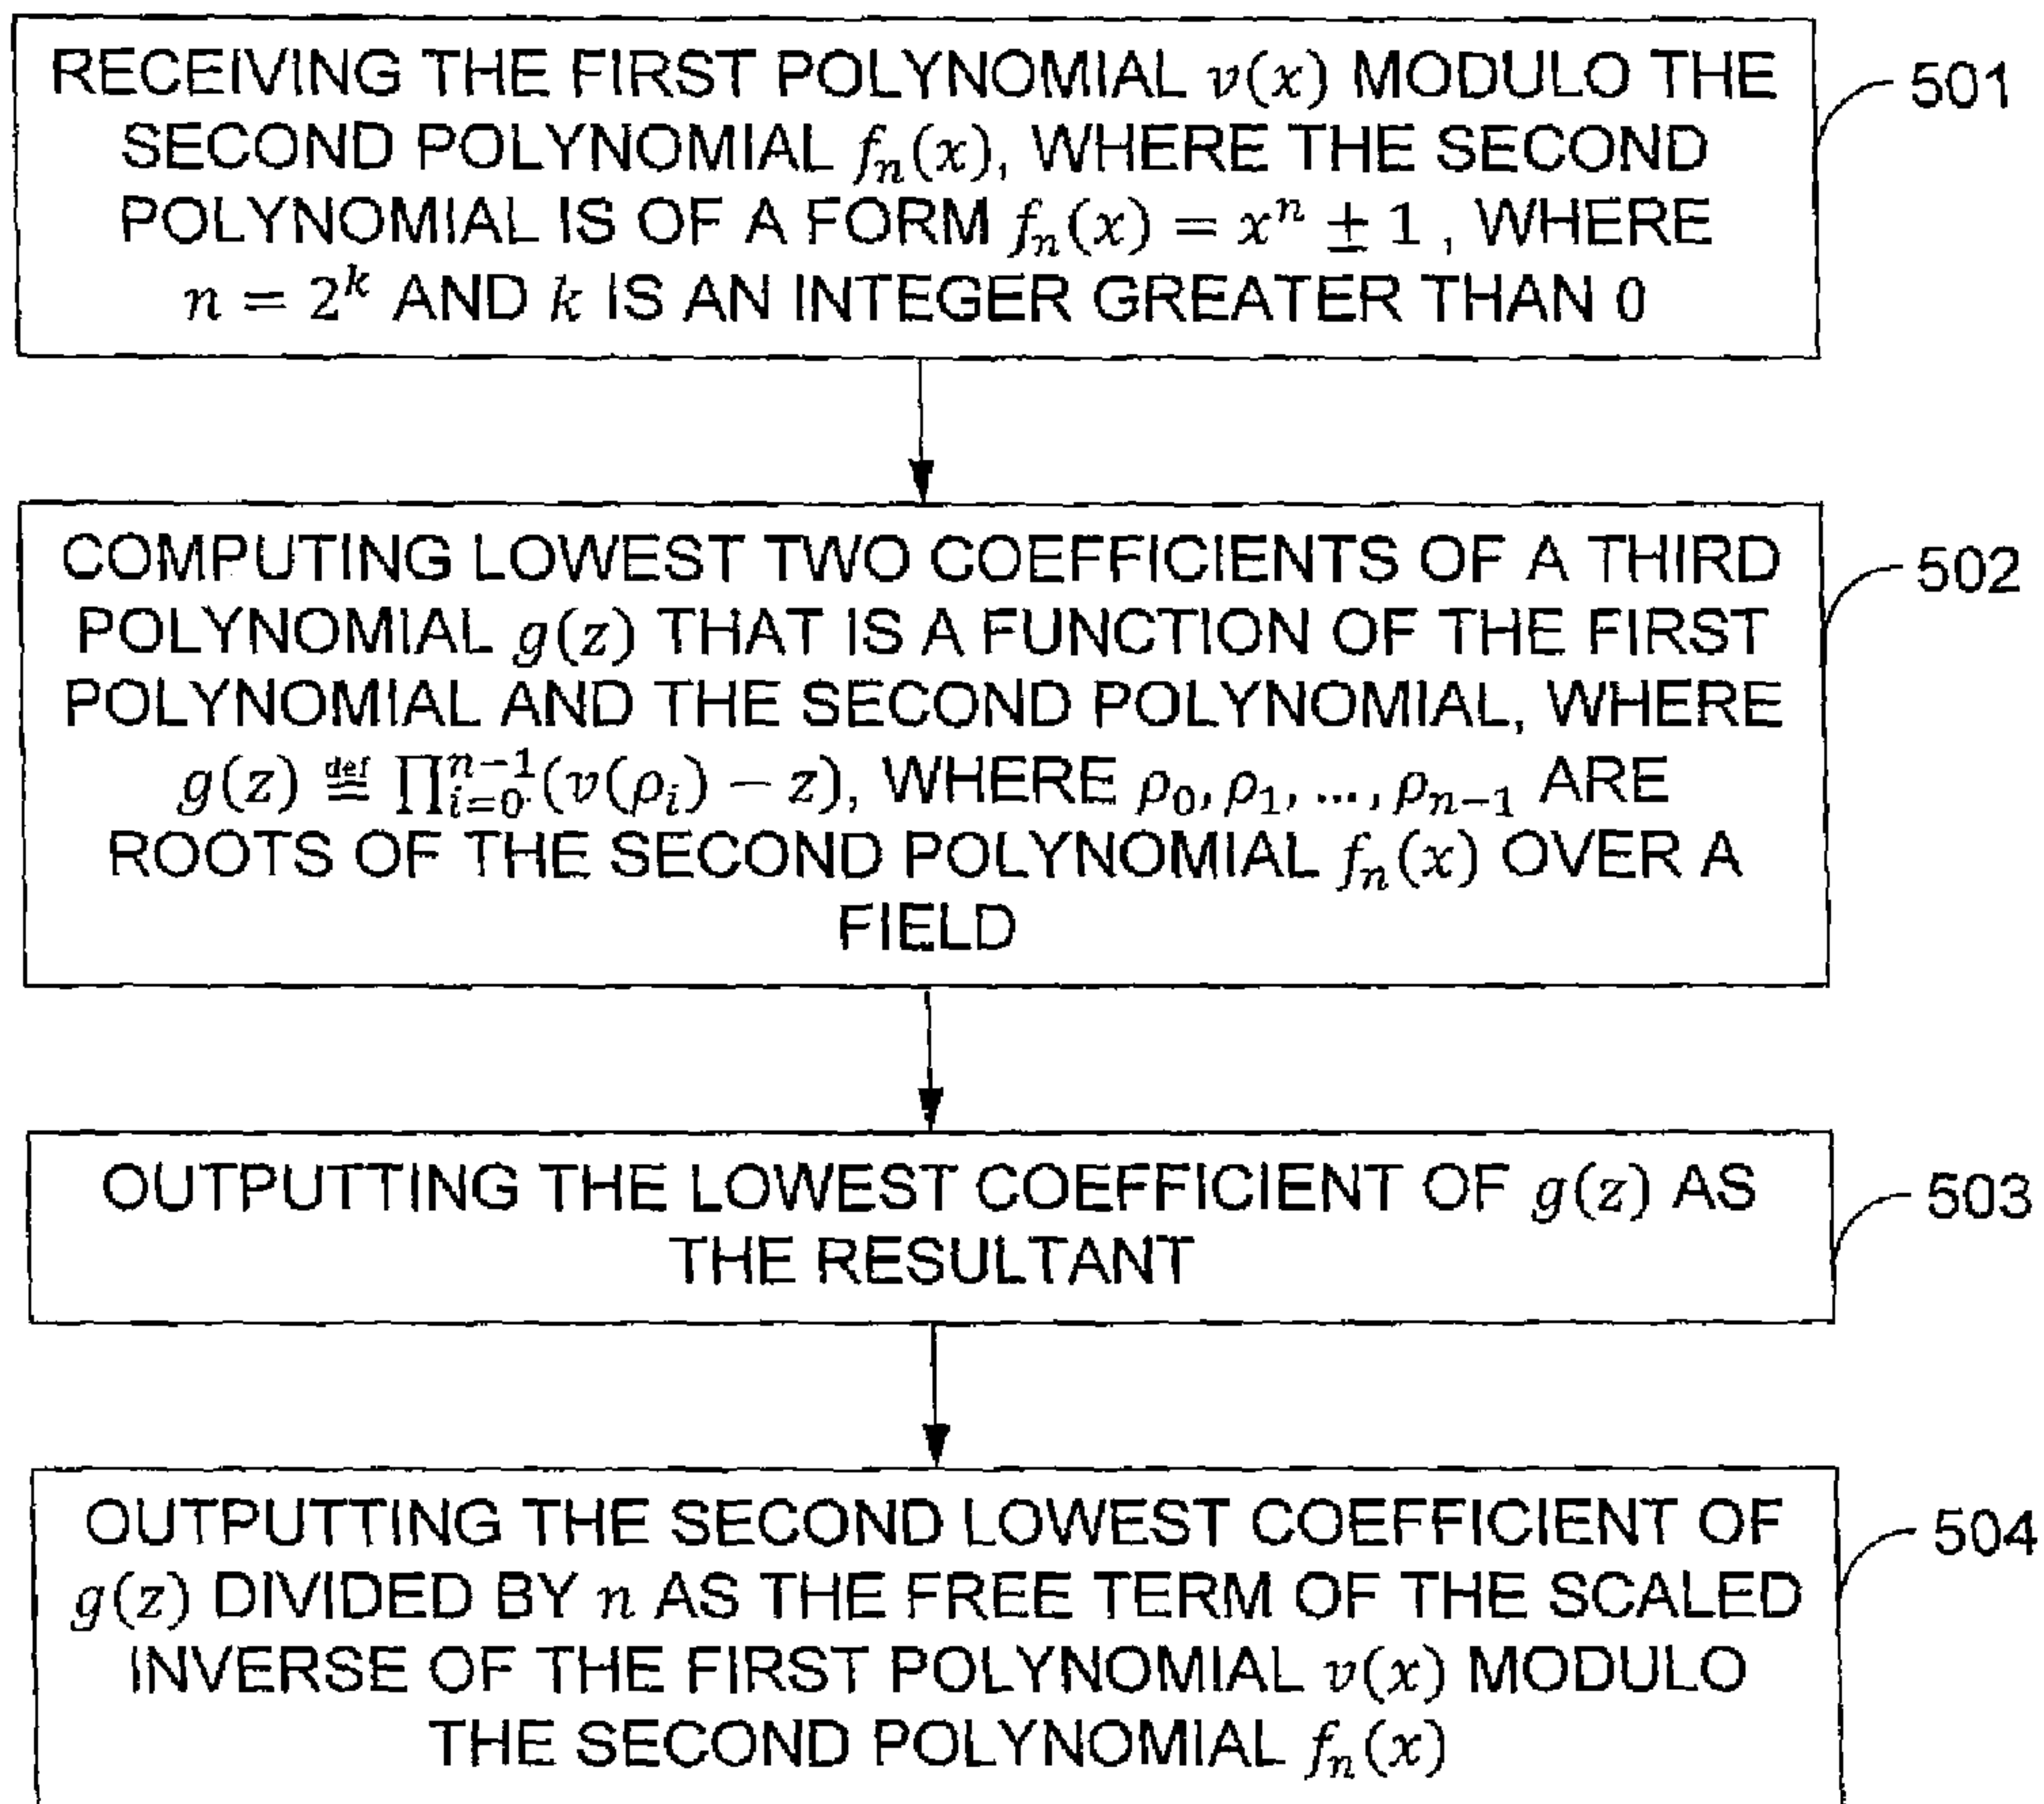 RECEIVING THE FIRST POLYNOMIAL v(x) MODULO THE
SECOND POLYNOMIAL fₙ(x), WHERE THE SECOND
POLYNOMIAL IS OF A FORM fₙ(x) = xⁿ ± 1 , WHERE
n = 2ᵏ AND k IS AN INTEGER GREATER THAN 0
501
COMPUTING LOWEST TWO COEFFICIENTS OF A THIRD
POLYNOMIAL g(z) THAT IS A FUNCTION OF THE FIRST
POLYNOMIAL AND THE SECOND POLYNOMIAL, WHERE
g(z) ≝ ∏ᵢ₌₀ⁿ⁻¹(v(ρᵢ) − z), WHERE ρ₀, ρ₁, ..., ρₙ₋₁ ARE
ROOTS OF THE SECOND POLYNOMIAL fₙ(x) OVER A
FIELD
502
OUTPUTTING THE LOWEST COEFFICIENT OF g(z) AS
THE RESULTANT
503
OUTPUTTING THE SECOND LOWEST COEFFICIENT OF
g(z) DIVIDED BY n AS THE FREE TERM OF THE SCALED
INVERSE OF THE FIRST POLYNOMIAL v(x) MODULO
THE SECOND POLYNOMIAL fₙ(x)
504